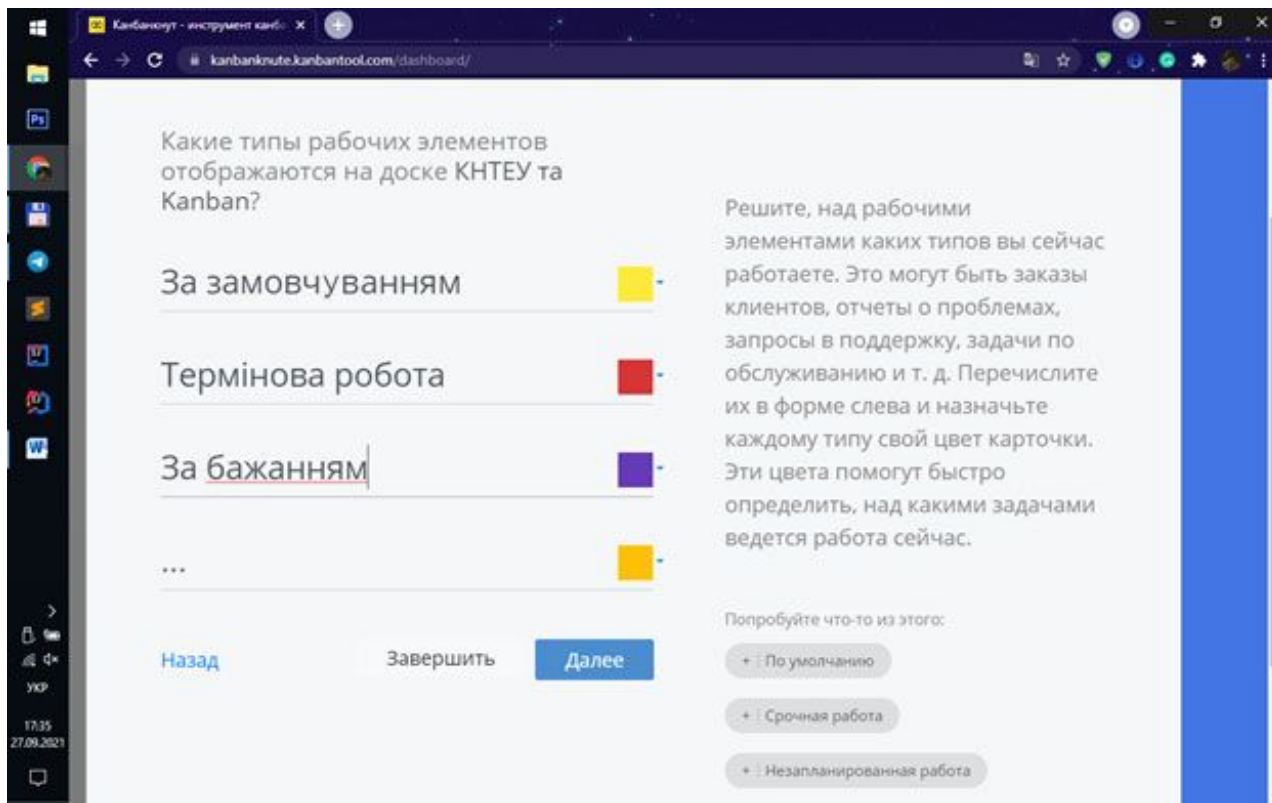 Канбанкнут - инструмент канб
kanbanknute.kanbantool.com/dashboard/
Какие типы рабочих элементов
отображаются на доске КНТЕУ та
Kanban?
За замовчуванням
Термінова робота
За бажанням
...
Назад
Завершить
Далее
Решите, над рабочими
элементами каких типов вы сейчас
работаете. Это могут быть заказы
клиентов, отчеты о проблемах,
запросы в поддержку, задачи по
обслуживанию и т. д. Перечислите
их в форме слева и назначьте
каждому типу свой цвет карточки.
Эти цвета помогут быстро
определить, над какими задачами
ведется работа сейчас.
Попробуйте что-то из этого:
+ По умолчанию
+ Срочная работа
+ Незапланированная работа
Ps
IJ
W
УКР
17:35
27.09.2021